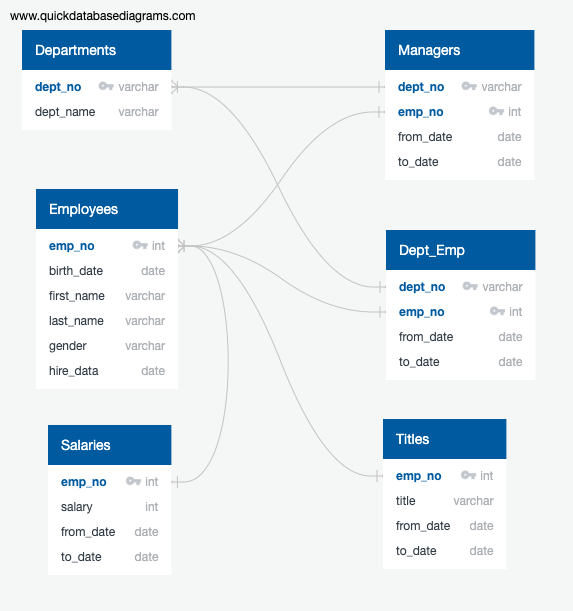 www.quickdatabasediagrams.com
Departments
dept_no varchar
dept_name varchar
Managers
dept_no varchar
emp_no int
from_date date
to_date date
Employees
emp_no int
birth_date date
first_name varchar
last_name varchar
gender varchar
hire_data date
Dept_Emp
dept_no varchar
emp_no int
from_date date
to_date date
Salaries
emp_no int
salary int
from_date date
to_date date
Titles
emp_no int
title varchar
from_date date
to_date date